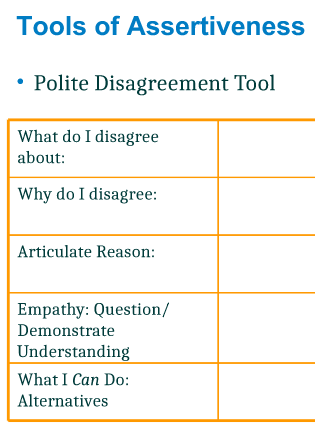 Tools of Assertiveness
• Polite Disagreement Tool
What do I disagree
about:
Why do I disagree:
Articulate Reason:
Empathy: Question/
Demonstrate
Understanding
What I Can Do:
Alternatives